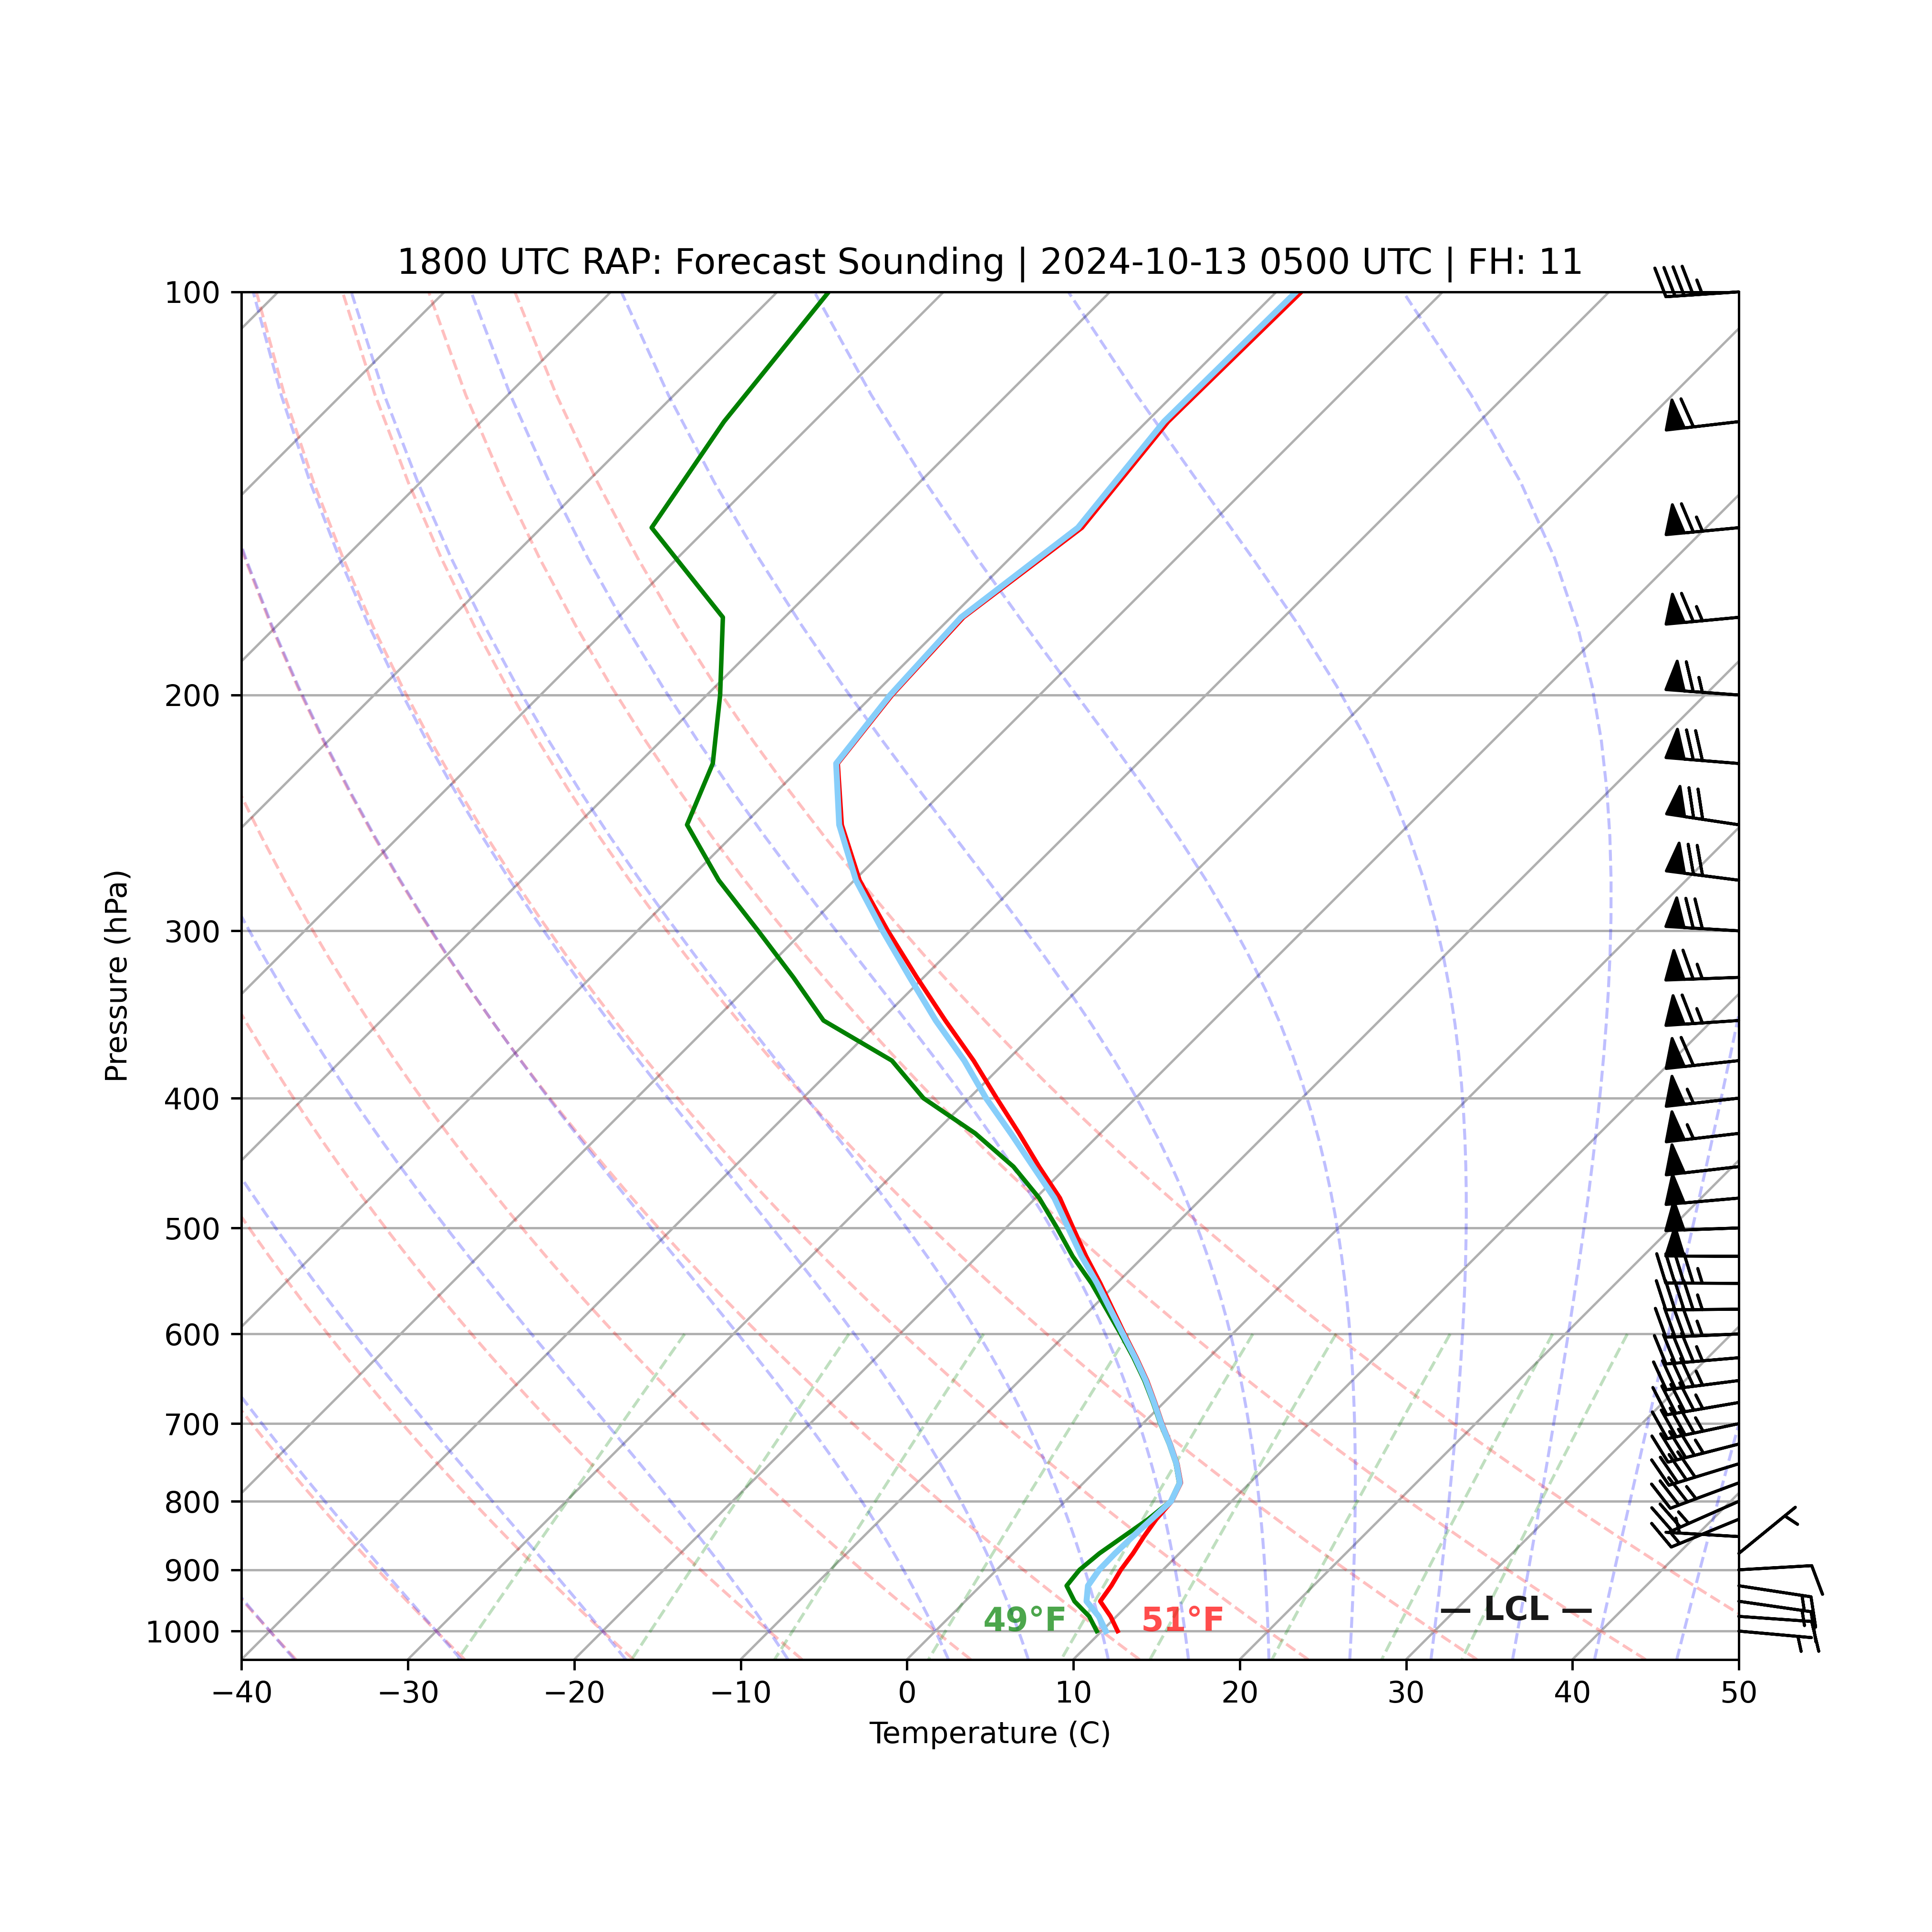 1800 UTC RAP: Forecast Sounding | 2024-10-13 0500 UTC | FH: 11
100
200
300
400
500
600
700
800
900
1000
Pressure (hPa)
49°F
51°F
— LCL —
−40 −30 −20 −10 0 10 20 30 40 50
Temperature (C)